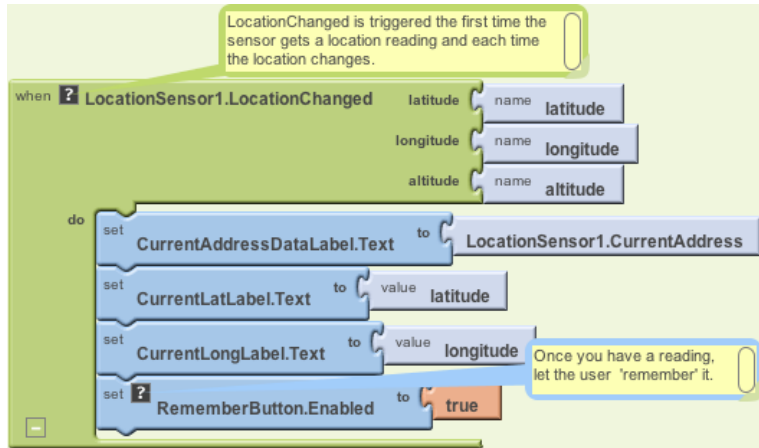 LocationChanged is triggered the first time the
sensor gets a location reading and each time
the location changes.
when ? LocationSensor1.LocationChanged latitude name latitude
longitude name longitude
altitude name altitude
do
set CurrentAddressDataLabel.Text to LocationSensor1.CurrentAddress
set CurrentLatLabel.Text to value latitude
set CurrentLongLabel.Text to value longitude
Once you have a reading,
let the user 'remember' it.
set ? RememberButton.Enabled to true